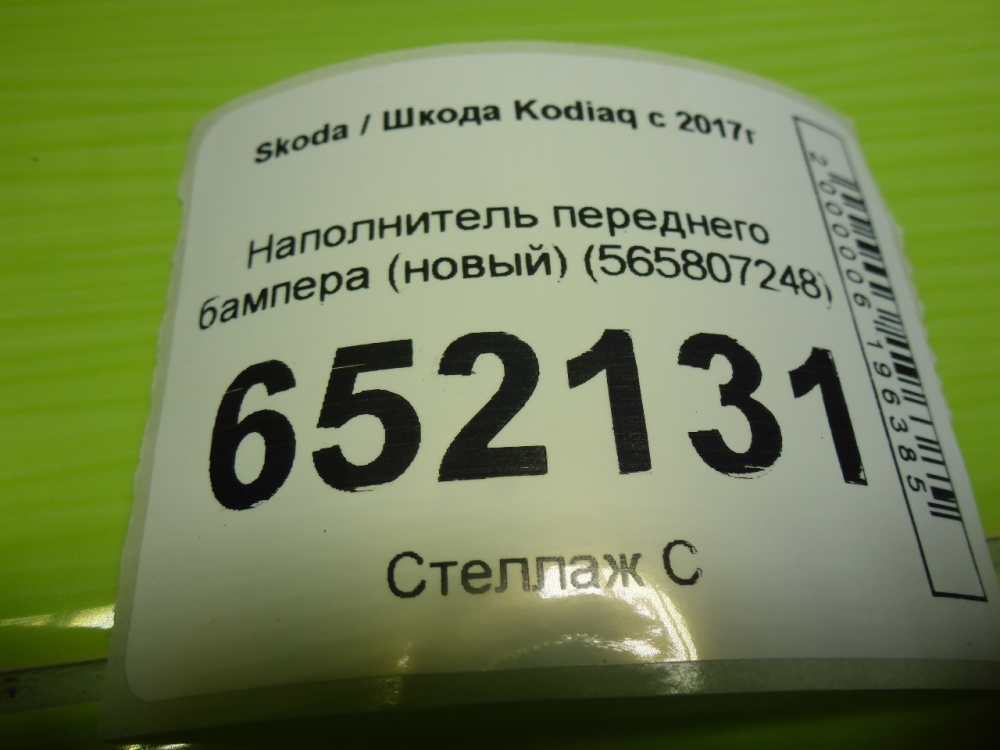 Skoda / Шкода Kodiaq с 2017г
Наполнитель переднего
бампера (новый) (565807248)
652131
Стеллаж С
2000006196385